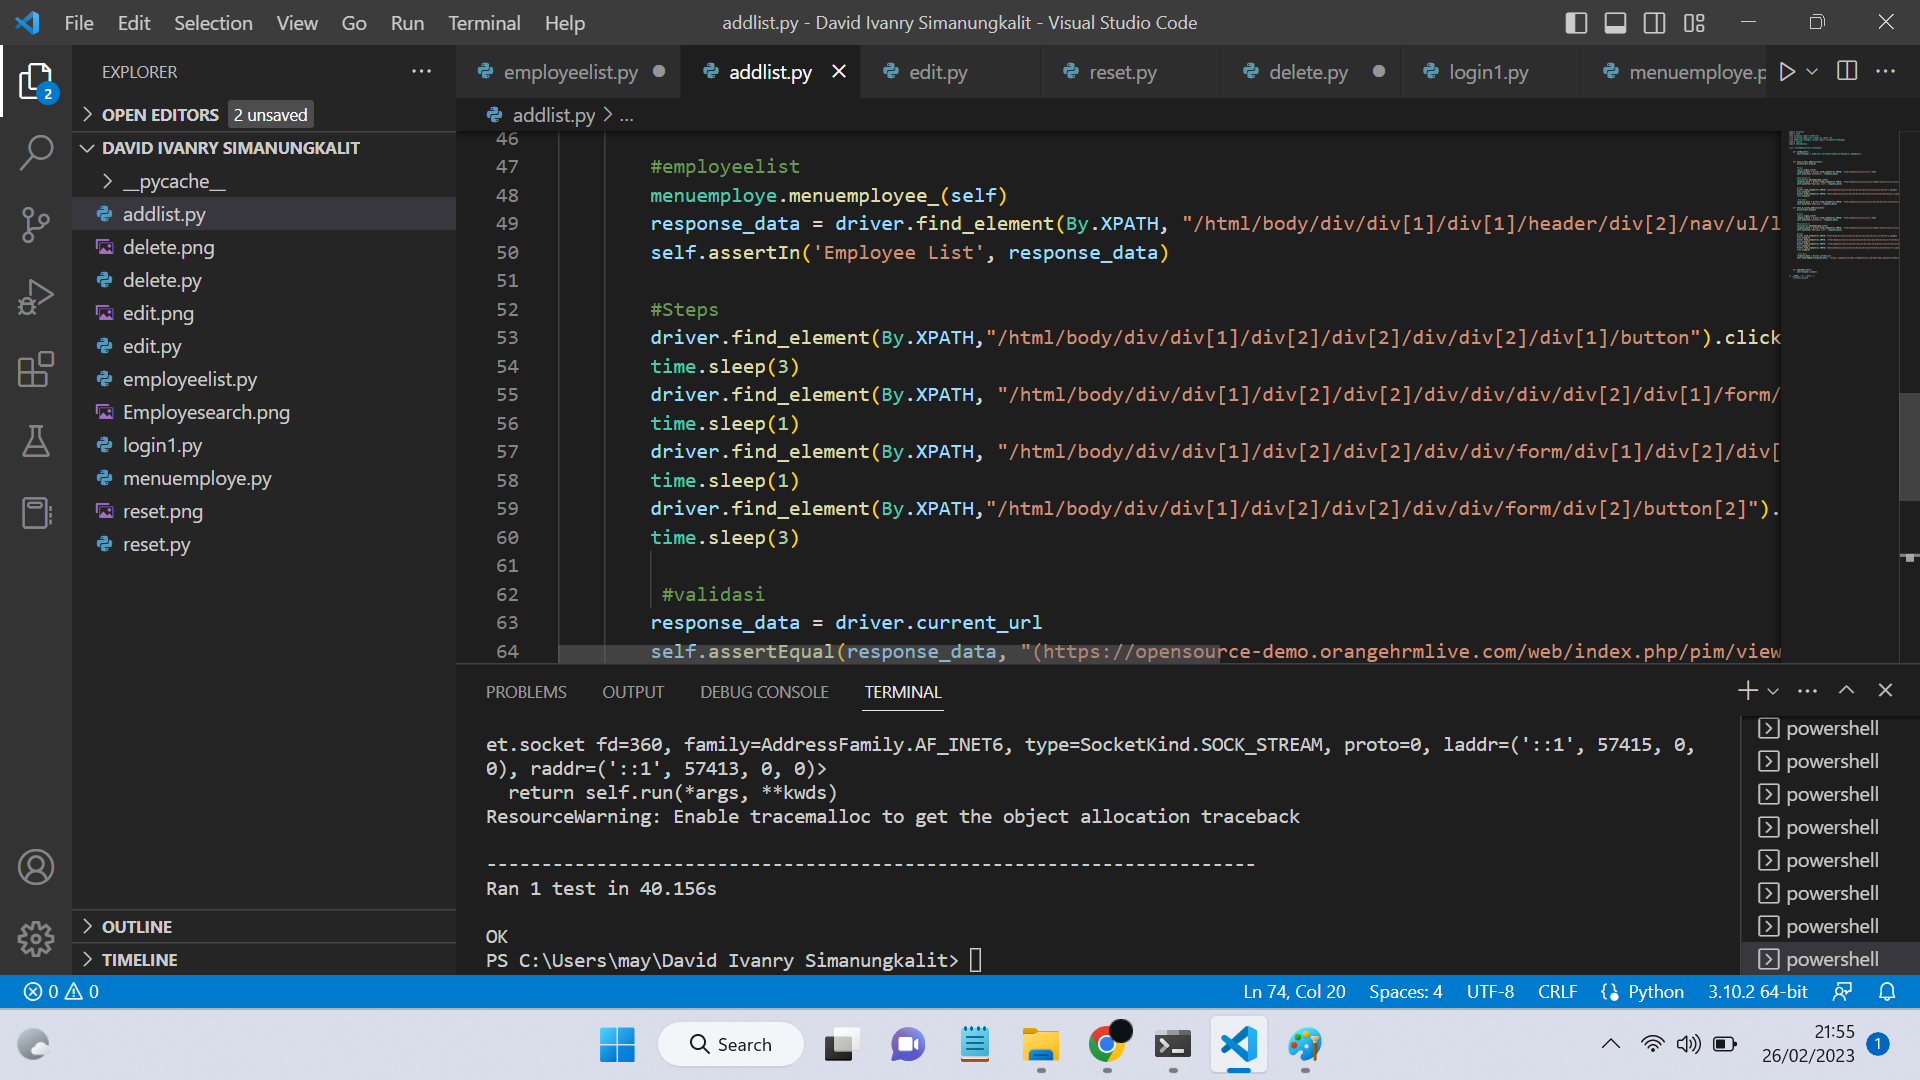 File Edit Selection View Go Run Terminal Help
addlist.py - David Ivanry Simanungkalit - Visual Studio Code
EXPLORER
2
OPEN EDITORS 2 unsaved
DAVID IVANRY SIMANUNGKALIT
__pycache__
addlist.py
delete.png
delete.py
edit.png
edit.py
employeelist.py
Employesearch.png
login1.py
menuemploye.py
reset.png
reset.py
OUTLINE
TIMELINE
employeelist.py addlist.py edit.py reset.py delete.py login1.py menuemploye.p
addlist.py > ...
46
47 #employeelist
48 menuemploye.menuemployee_(self)
49 response_data = driver.find_element(By.XPATH, "/html/body/div/div[1]/div[1]/header/div[2]/nav/ul/l
50 self.assertIn('Employee List', response_data)
51
52 #Steps
53 driver.find_element(By.XPATH,"/html/body/div/div[1]/div[2]/div[2]/div/div[2]/div[1]/button").click
54 time.sleep(3)
55 driver.find_element(By.XPATH, "/html/body/div/div[1]/div[2]/div[2]/div/div/div/div[2]/div[1]/form/
56 time.sleep(1)
57 driver.find_element(By.XPATH, "/html/body/div/div[1]/div[2]/div[2]/div/div/form/div[1]/div[2]/div[
58 time.sleep(1)
59 driver.find_element(By.XPATH,"/html/body/div/div[1]/div[2]/div[2]/div/div/form/div[2]/button[2]").
60 time.sleep(3)
61
62 #validasi
63 response_data = driver.current_url
64 self.assertEqual(response_data, "(https://opensource-demo.orangehrmlive.com/web/index.php/pim/view
PROBLEMS OUTPUT DEBUG CONSOLE TERMINAL
et.socket fd=360, family=AddressFamily.AF_INET6, type=SocketKind.SOCK_STREAM, proto=0, laddr=('::1', 57415, 0,
0), raddr=('::1', 57413, 0, 0)>
return self.run(*args, **kwds)
ResourceWarning: Enable tracemalloc to get the object allocation traceback
----------------------------------------------------------------------
Ran 1 test in 40.156s
OK
PS C:\Users\may\David Ivanry Simanungkalit>
powershell
powershell
powershell
powershell
powershell
powershell
powershell
powershell
0 0
Ln 74, Col 20 Spaces: 4 UTF-8 CRLF Python 3.10.2 64-bit
Search
21:55
26/02/2023
1